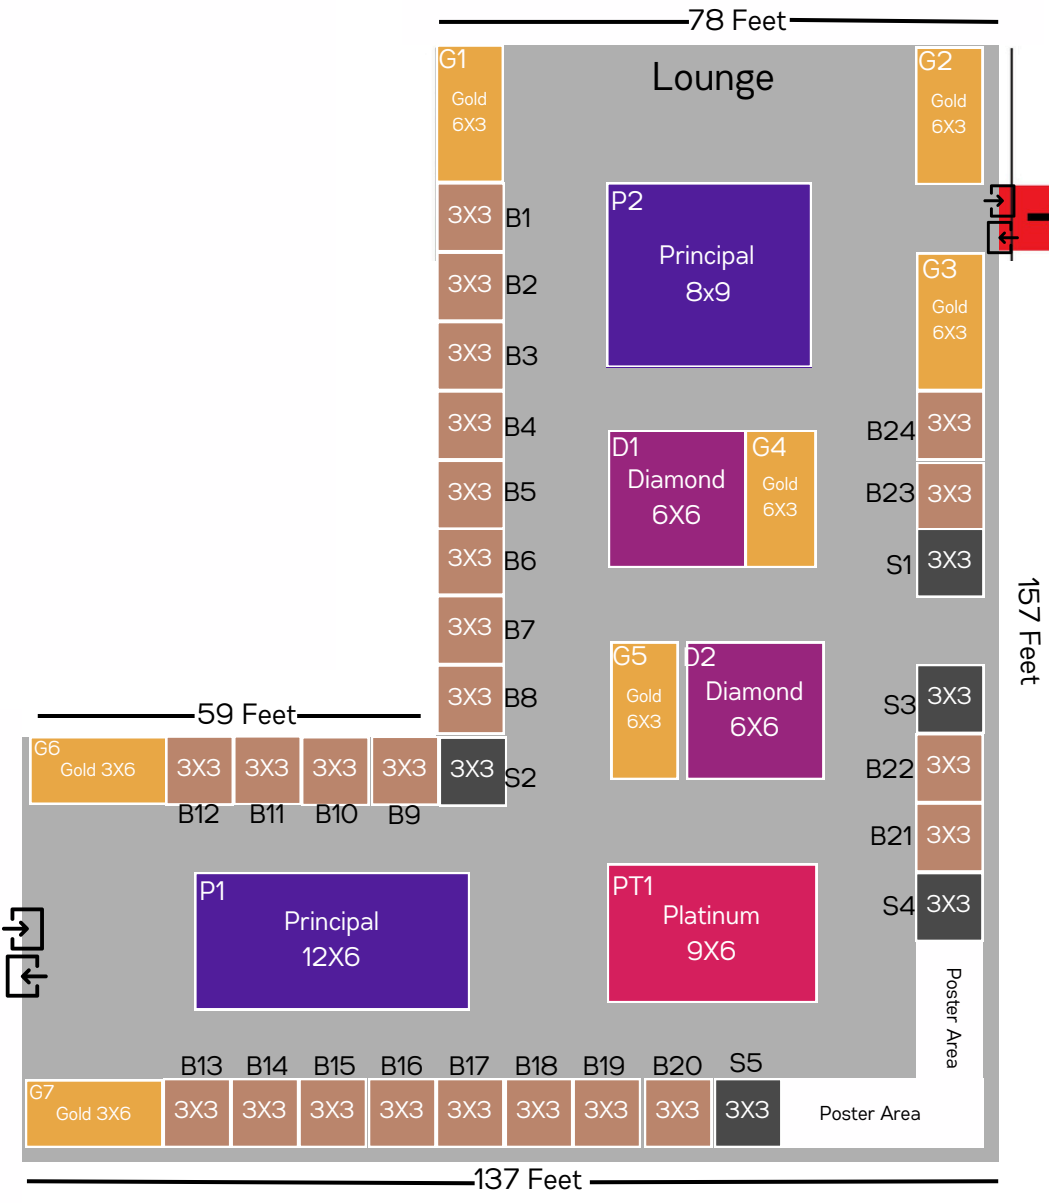 78 Feet
Lounge
G1
Gold
6X3
G2
Gold
6X3
3X3 B1
P2
Principal
8x9
3X3 B2
G3
Gold
6X3
3X3 B3
3X3 B4
B24 3X3
D1
Diamond
6X6
G4
Gold
6X3
3X3 B5
B23 3X3
3X3 B6
S1 3X3
157 Feet
3X3 B7
G5
Gold
6X3
D2
Diamond
6X6
3X3 B8
S3 3X3
59 Feet
G6
Gold 3X6
3X3
3X3
3X3
3X3
3X3 S2
B12
B11
B10
B9
B22 3X3
B21 3X3
P1
Principal
12X6
PT1
Platinum
9X6
S4 3X3
Poster Area
B13
B14
B15
B16
B17
B18
B19
B20
S5
G7
Gold 3X6
3X3
3X3
3X3
3X3
3X3
3X3
3X3
3X3
3X3
Poster Area
137 Feet